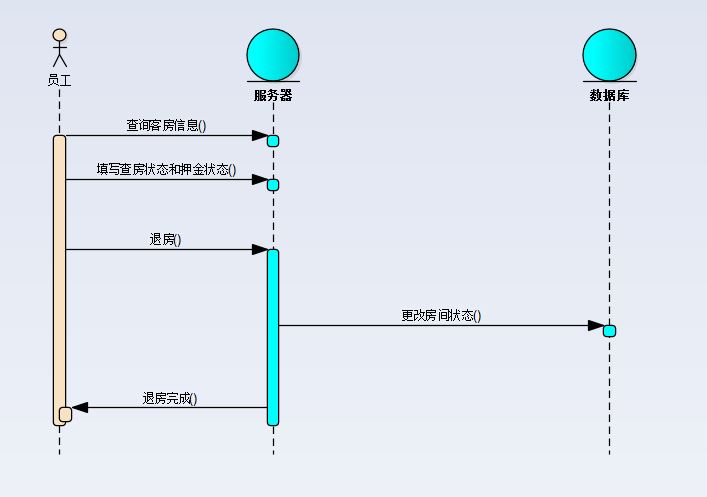 员工
服务器
数据库
查询客房信息()
填写查房状态和押金状态()
退房()
更改房间状态()
退房完成()